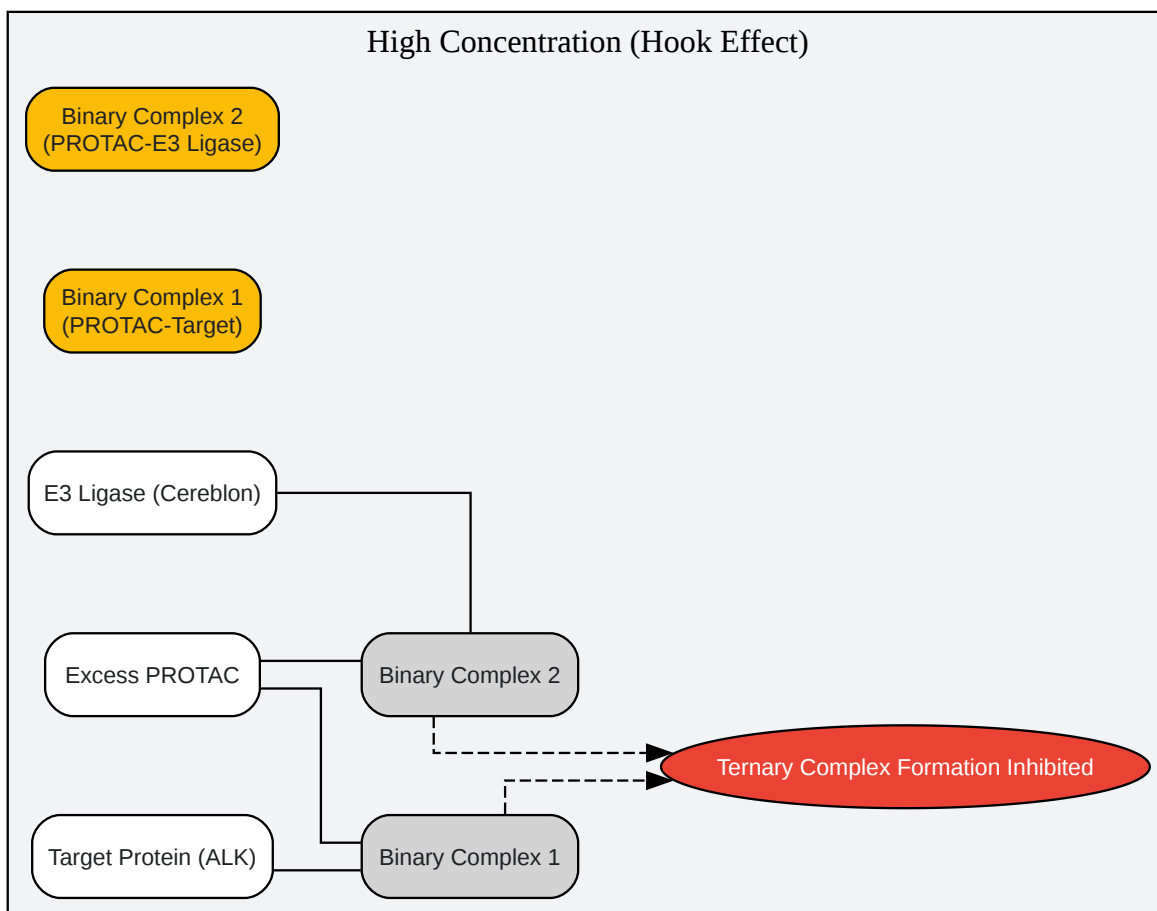 High Concentration (Hook Effect)
Binary Complex 2
(PROTAC-E3 Ligase)
Binary Complex 1
(PROTAC-Target)
E3 Ligase (Cereblon)
Excess PROTAC
Binary Complex 2
Ternary Complex Formation Inhibited
Target Protein (ALK)
Binary Complex 1